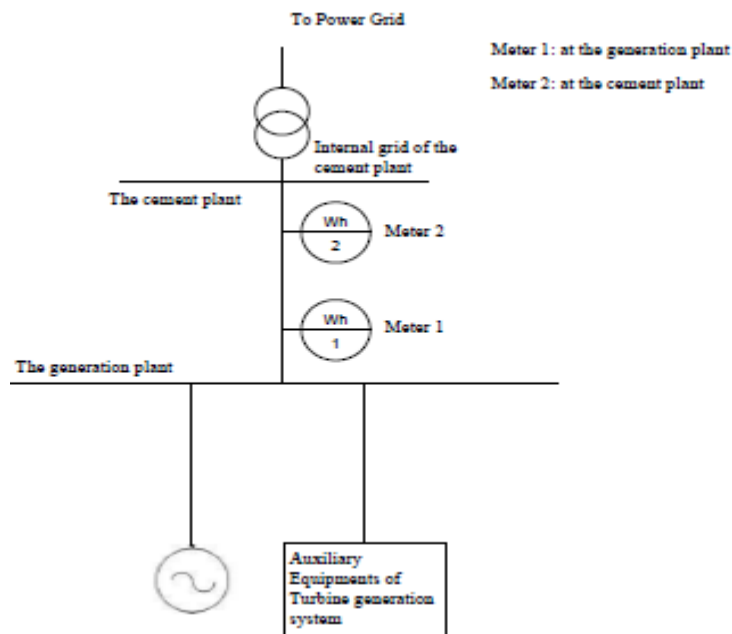 To Power Grid
Meter 1: at the generation plant
Meter 2: at the cement plant
Internal grid of the
cement plant
The cement plant
Wh
2
Meter 2
Wh
1
Meter 1
The generation plant
Auxiliary
Equipments of
Turbine generation
system